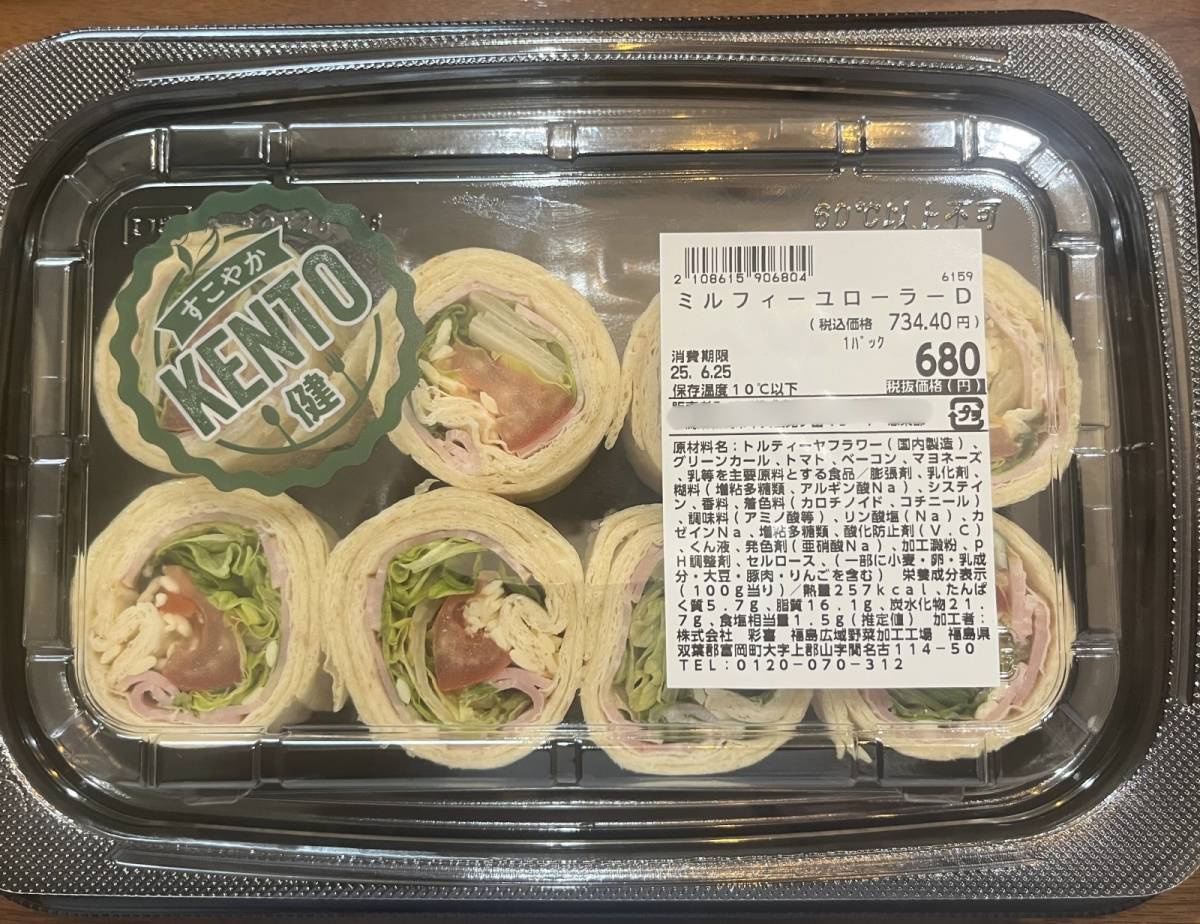 60℃以上不可
すこやか
KENTO
健
2 108615 906804
6159
ミルフィーユローラーD
(税込価格 734.40円)
1パック
680
消費期限
25. 6.25
税抜価格(円)
保存温度10℃以下
プラ
原材料名:トルティーヤフラワー(国内製造)、
グリーンカール、トマト、ベーコン、マヨネーズ
、乳等を主要原料とする食品/膨張剤、乳化剤、
糊料(増粘多糖類、アルギン酸Na)、システイ
ン、香料、着色料(カロチノイド、コチニール)
、調味料(アミノ酸等)、リン酸塩(Na)、カ
ゼインNa、増粘多糖類、酸化防止剤(V.C)
、くん液、発色剤(亜硝酸Na)、加工澱粉、p
H調整剤、セルロース、(一部に小麦・卵・乳成
分・大豆・豚肉・りんごを含む) 栄養成分表示
(100g当り)/熱量257kcal、たんぱ
く質5.7g、脂質16.1g、炭水化物21.
7g、食塩相当量1.5g(推定値) 加工者:
株式会社 彩喜 福島広域野菜加工工場 福島県
双葉郡富岡町大字上郡山字関名古114-50
TEL:0120-070-312